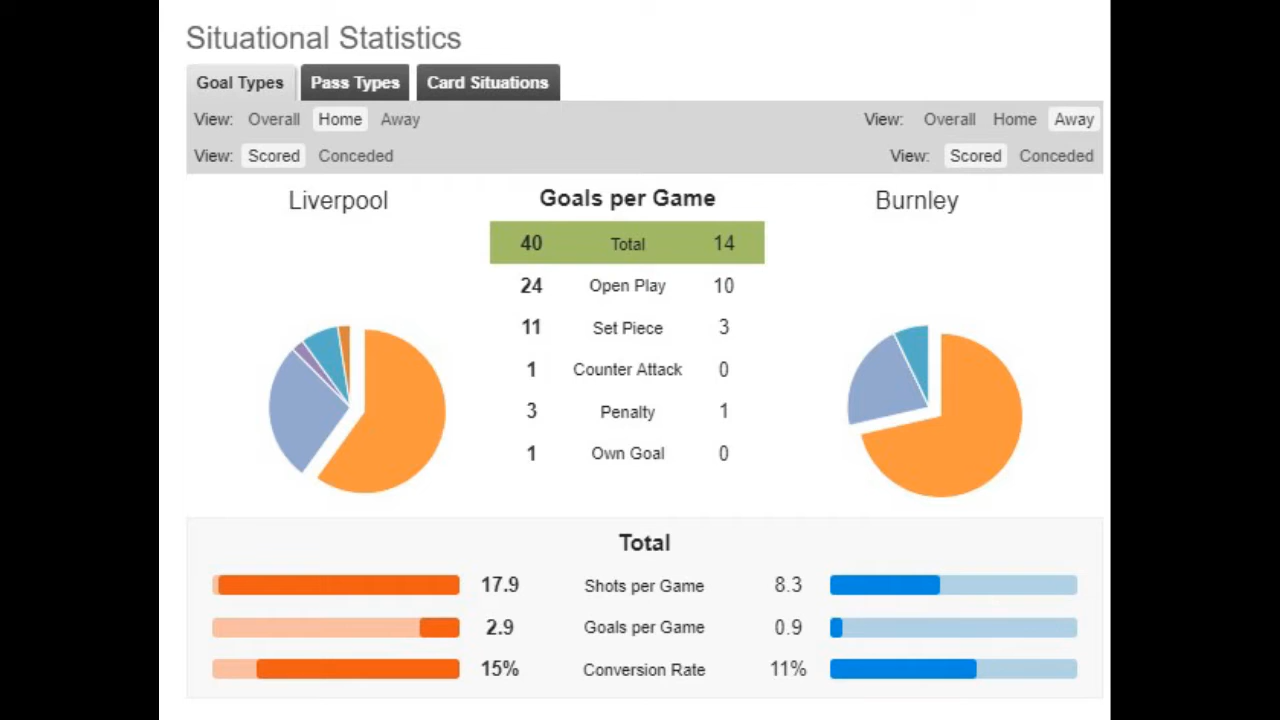 Situational Statistics
Goal Types Pass Types Card Situations
View: Overall Home Away View: Overall Home Away
View: Scored Conceded View: Scored Conceded
Liverpool Goals per Game Burnley
40 Total 14
24 Open Play 10
11 Set Piece 3
1 Counter Attack 0
3 Penalty 1
1 Own Goal 0
Total
17.9 Shots per Game 8.3
2.9 Goals per Game 0.9
15% Conversion Rate 11%